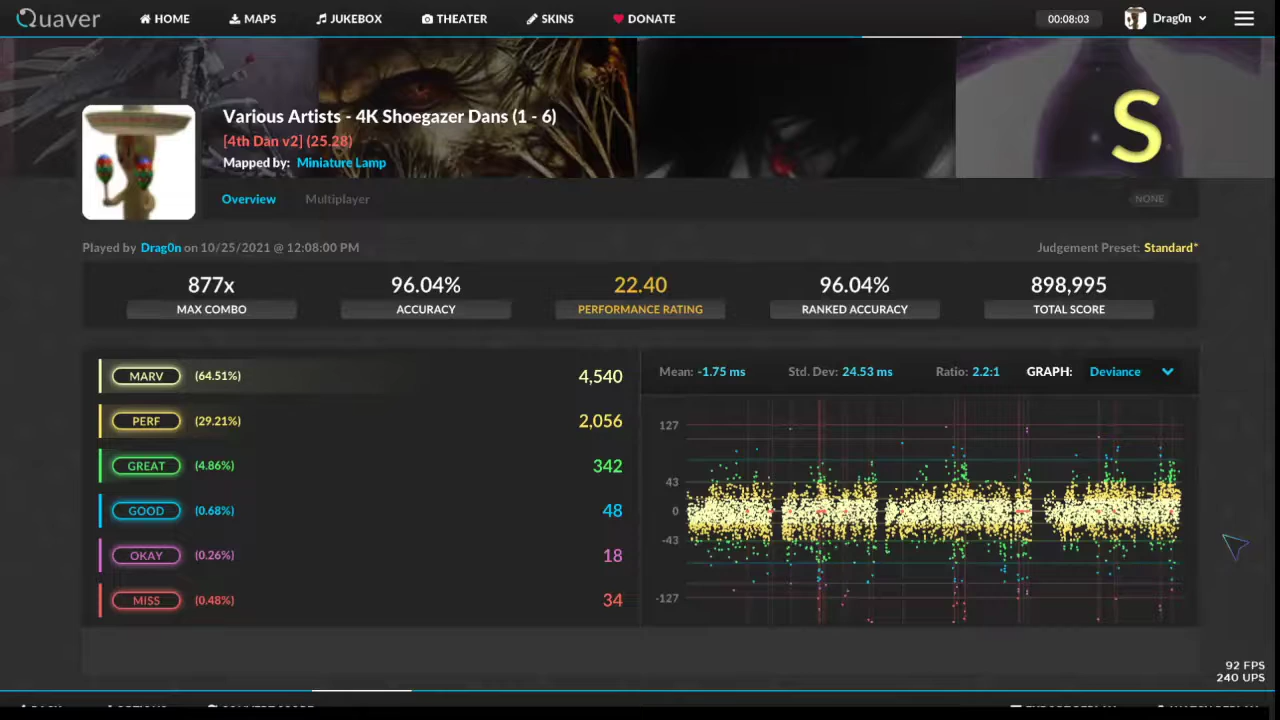 Quaver HOME MAPS JUKEBOX THEATER SKINS DONATE 00:08:03 Drag0n
Various Artists - 4K Shoegazer Dans (1 - 6)
[4th Dan v2] (25.28)
Mapped by: Miniature Lamp
S
Overview Multiplayer NONE
Played by Drag0n on 10/25/2021 @ 12:08:00 PM Judgement Preset: Standard*
877x 96.04% 22.40 96.04% 898,995
MAX COMBO ACCURACY PERFORMANCE RATING RANKED ACCURACY TOTAL SCORE
Mean: -1.75 ms Std. Dev: 24.53 ms Ratio: 2.2:1 GRAPH: Deviance
MARV (64.51%) 4,540
PERF (29.21%) 2,056
GREAT (4.86%) 342
GOOD (0.68%) 48
OKAY (0.26%) 18
MISS (0.48%) 34
127
43
0
-43
-127
92 FPS
240 UPS